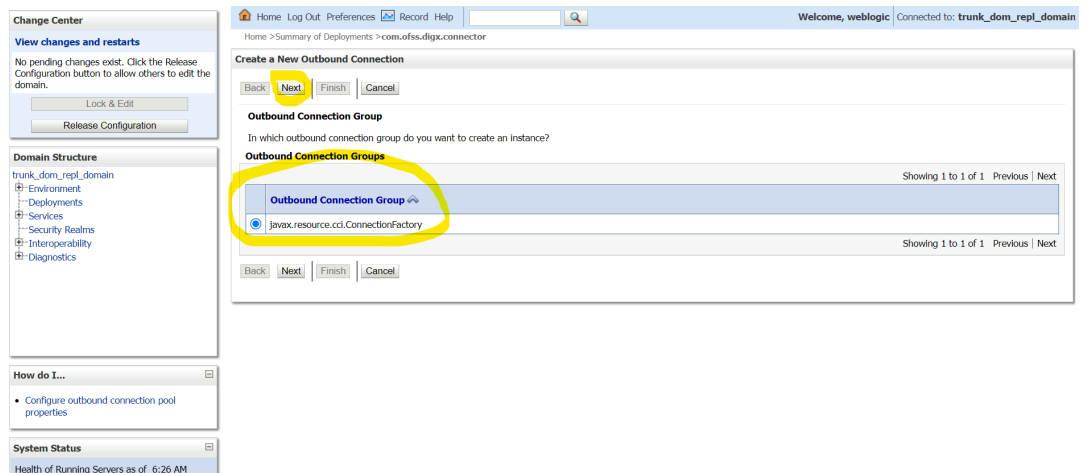 Change Center
View changes and restarts
No pending changes exist. Click the Release
Configuration button to allow others to edit the
domain.
Lock & Edit
Release Configuration
Domain Structure
trunk_dom_repl_domain
Environment
Deployments
Services
Security Realms
Interoperability
Diagnostics
How do I...
Configure outbound connection pool
properties
System Status
Health of Running Servers as of 6:26 AM
Home Log Out Preferences Record Help
Welcome, weblogic Connected to: trunk_dom_repl_domain
Home >Summary of Deployments >com.ofss.digx.connector
Create a New Outbound Connection
Back Next Finish Cancel
Outbound Connection Group
In which outbound connection group do you want to create an instance?
Outbound Connection Groups
Showing 1 to 1 of 1 Previous | Next
Outbound Connection Group
javax.resource.cci.ConnectionFactory
Showing 1 to 1 of 1 Previous | Next
Back Next Finish Cancel